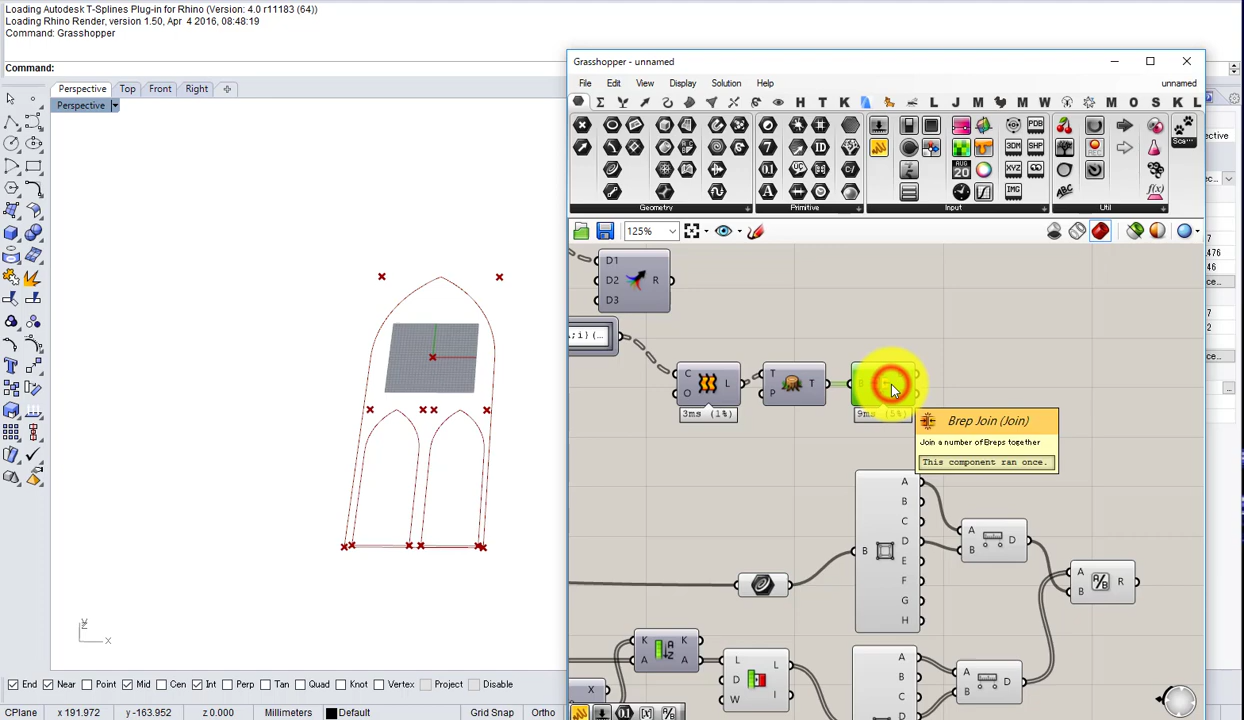 Loading Autodesk T-Splines Plug-in for Rhino (Version: 4.0 r11183 (64))
Loading Rhino Render, version 1.50, Apr  4 2016, 08:48:19
Command: Grasshopper
Command:
Perspective Top Front Right
Perspective
Grasshopper - unnamed
File Edit View Display Solution Help unnamed
Geometry Primitive Input Util
125%
D1
D2 R
D3
;i}(...
C L
O
T T
P
3ms (1%)
9ms (5%)
Brep Join (Join)
Join a number of Breps together
This component ran once.
A
B
C
D
E
F
G
H
B
A D
B
A R
B
K K
A A
L L
D I
W
X
A
B
C
A D
B
y
x
End Near Point Mid Cen Int Perp Tan Quad Knot Vertex Project Disable
CPlane x 191.972 y -163.952 z 0.000 Millimeters Default Grid Snap Ortho